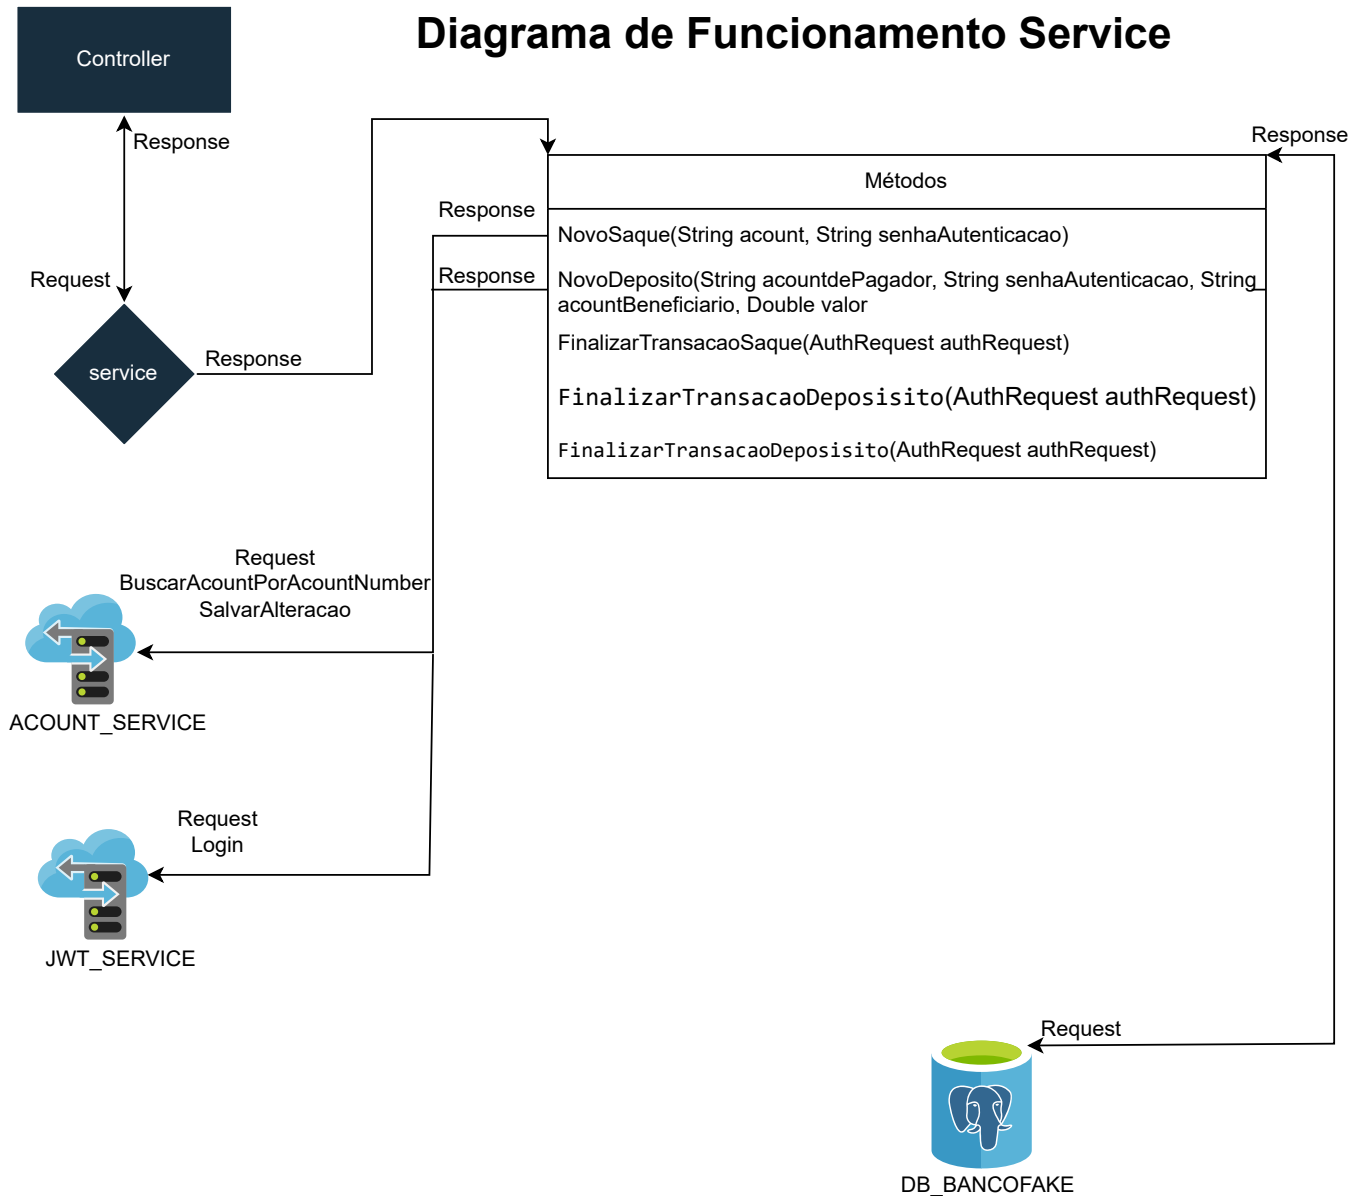 Diagrama de Funcionamento Service
Controller
Response
Request
service
Response
Response
Métodos
Response
NovoSaque(String acount, String senhaAutenticacao)
Response
NovoDeposito(String acountdePagador, String senhaAutenticacao, String
acountBeneficiario, Double valor
FinalizarTransacaoSaque(AuthRequest authRequest)
FinalizarTransacaoDeposisito(AuthRequest authRequest)
FinalizarTransacaoDeposisito(AuthRequest authRequest)
Request
BuscarAcountPorAcountNumber
SalvarAlteracao
ACOUNT_SERVICE
Request
Login
JWT_SERVICE
Request
DB_BANCOFAKE